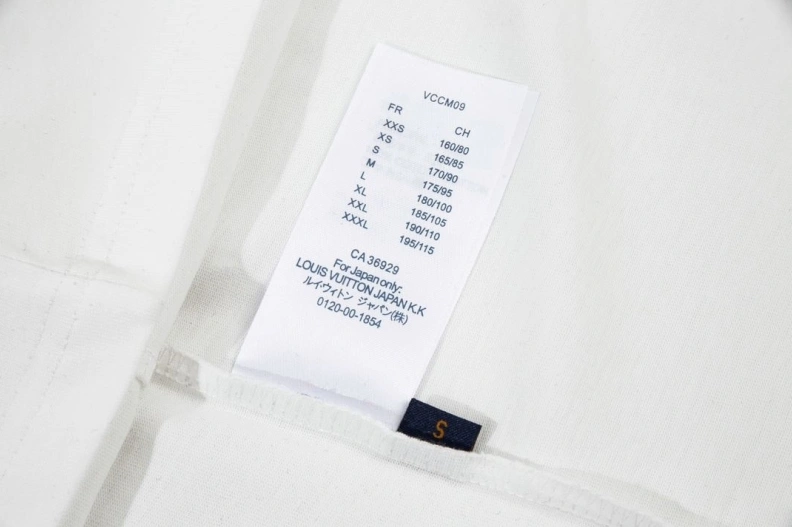 VCCM09
FR CH
XXS 160/80
XS 165/85
S 170/90
M 175/95
L 180/100
XL 185/105
XXL 190/110
XXXL 195/115
CA 36929
For Japan only:
LOUIS VUITTON JAPAN K.K
ルイ・ヴィトン ジャパン(株)
0120-00-1854
S